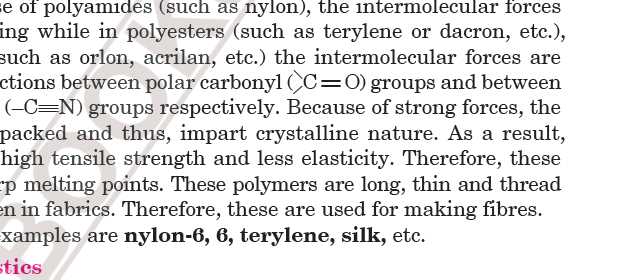 se of polyamides (such as nylon), the intermolecular forces
ing while in polyesters (such as terylene or dacron, etc.),
such as orlon, acrilan, etc.) the intermolecular forces are
ctions between polar carbonyl (>C=O) groups and between
(–C≡N) groups respectively. Because of strong forces, the
packed and thus, impart crystalline nature. As a result,
high tensile strength and less elasticity. Therefore, these
rp melting points. These polymers are long, thin and thread
en in fabrics. Therefore, these are used for making fibres.
examples are nylon-6, 6, terylene, silk, etc.
stics